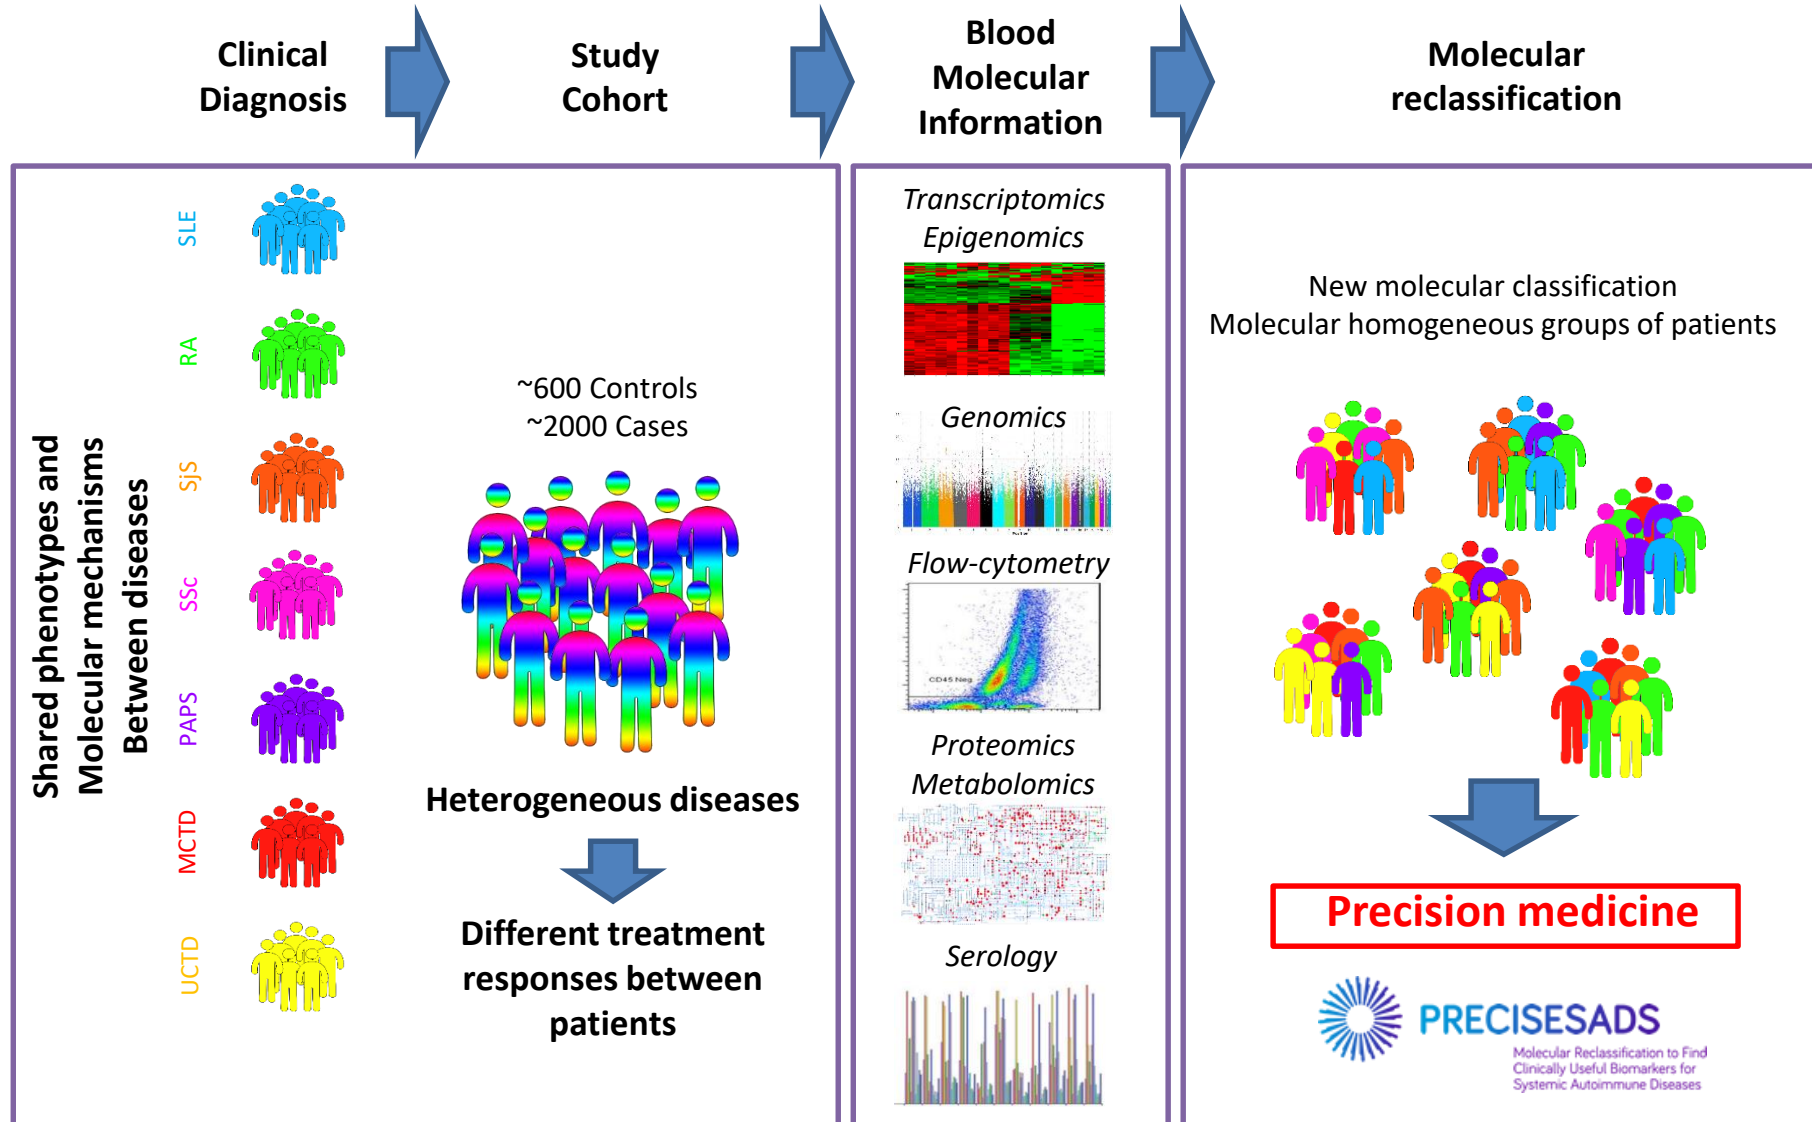 Clinical
Diagnosis
Study
Cohort
Blood
Molecular
Information
Molecular
reclassification
Shared phenotypes and
Molecular mechanisms
Between diseases
SLE
RA
SjS
SSc
PAPS
MCTD
UCTD
~600 Controls
~2000 Cases
Heterogeneous diseases
Different treatment
responses between
patients
Transcriptomics
Epigenomics
Genomics
Flow-cytometry
CD45 Neg
Proteomics
Metabolomics
Serology
New molecular classification
Molecular homogeneous groups of patients
Precision medicine
PRECISESADS
Molecular Reclassification to Find
Clinically Useful Biomarkers for
Systemic Autoimmune Diseases